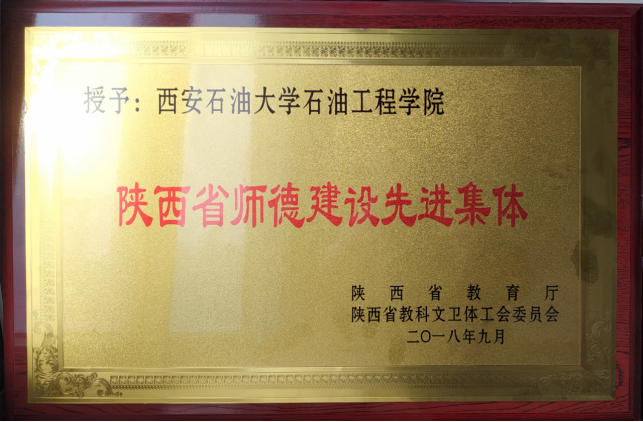 授予：西安石油大学石油工程学院
陕西省师德建设先进集体
陕西省教育厅
陕西省教科文卫体工会委员会
二〇一八年九月